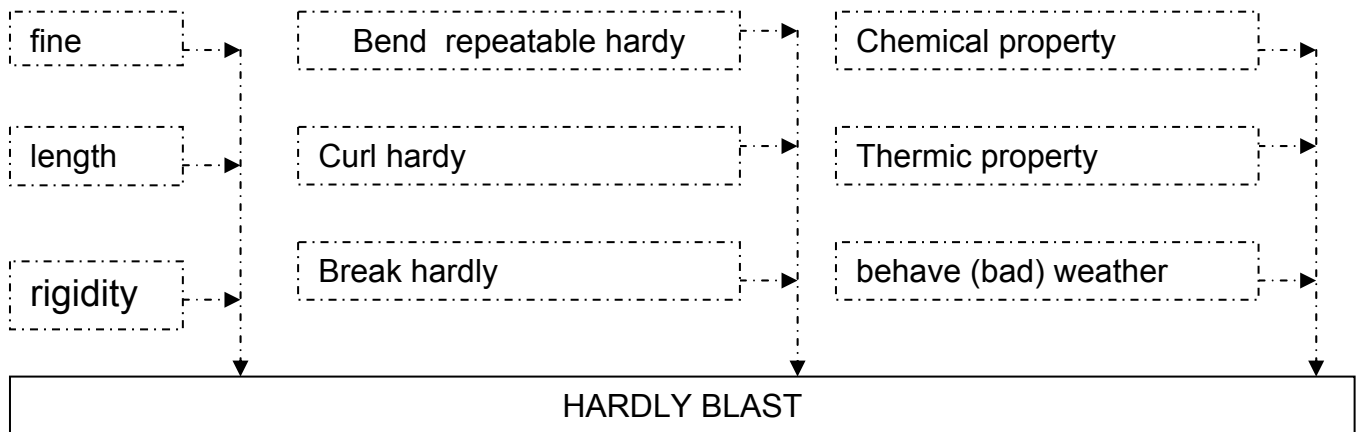 fine
Bend repeatable hardy
Chemical property
length
Curl hardy
Thermic property
rigidity
Break hardly
behave (bad) weather
HARDLY BLAST